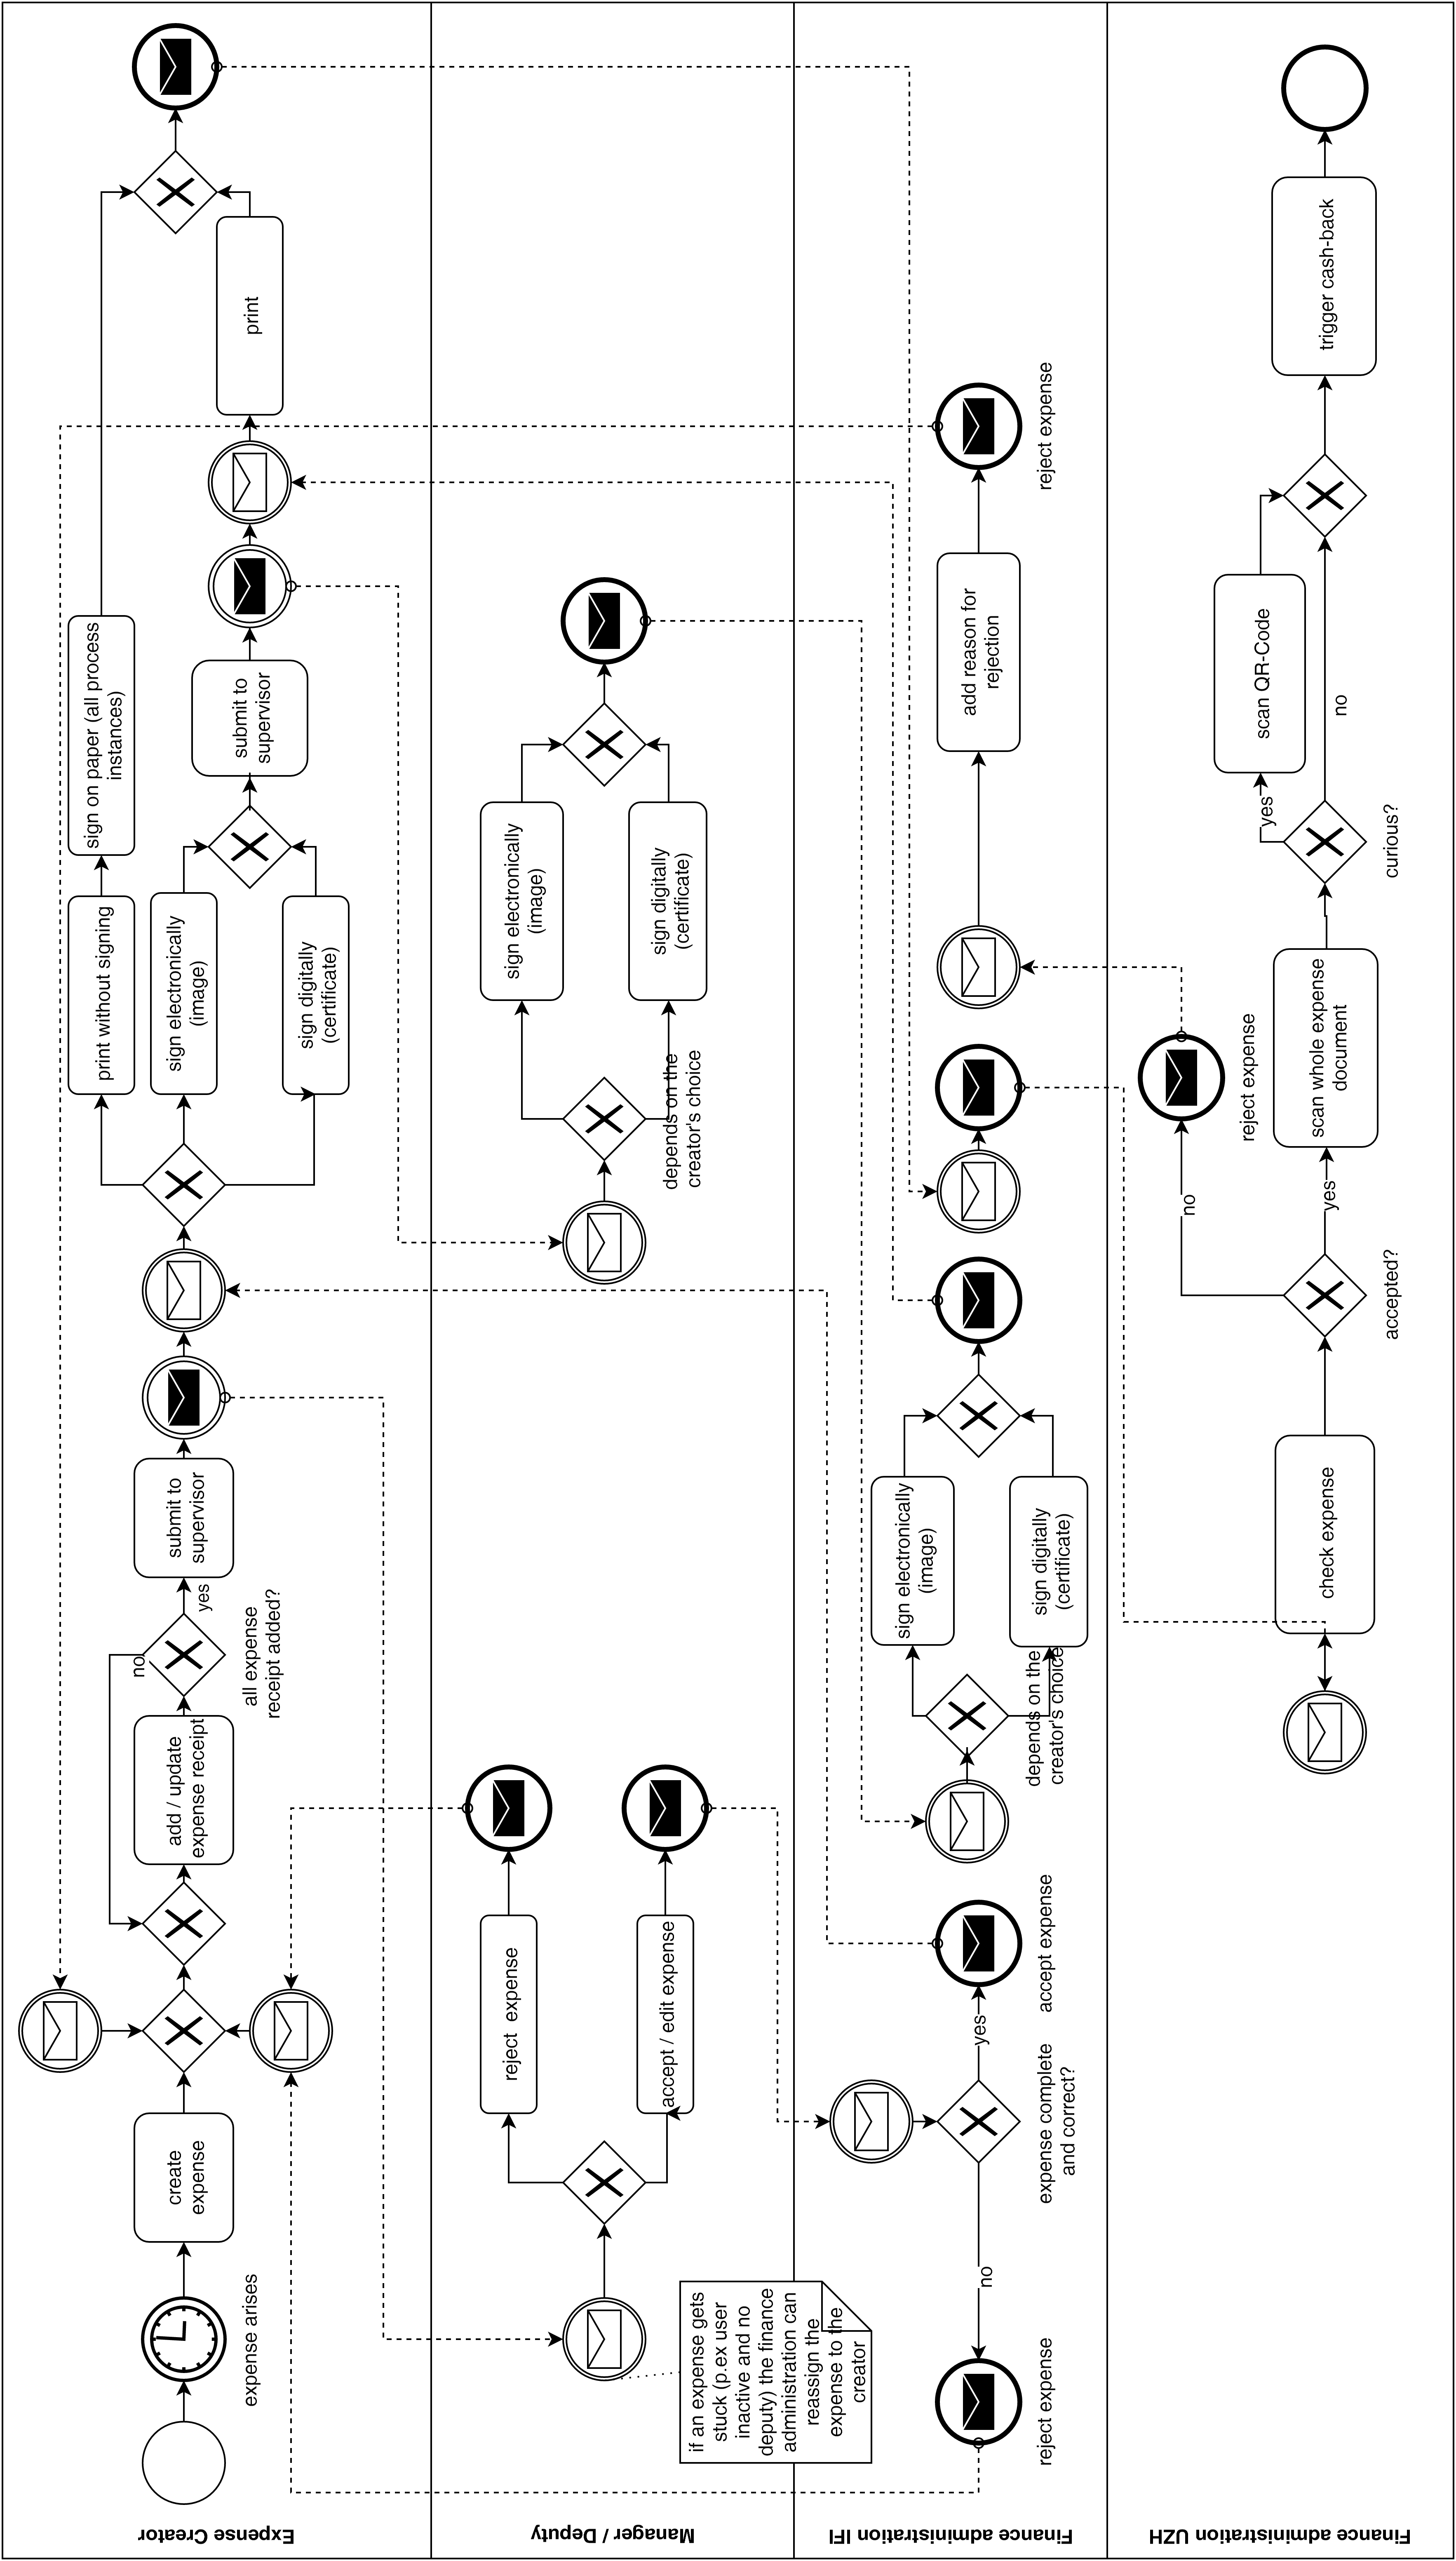 Expense Creator
expense arises
create
expense
add / update
expense receipt
no
yes
all expense
receipt added?
submit to
supervisor
print without signing
sign on paper (all process
instances)
sign electronically
(image)
sign digitally
(certificate)
submit to
supervisor
print
Manager / Deputy
if an expense gets
stuck (p.ex user
inactive and no
deputy) the finance
administration can
reassign the
expense to the
creator
reject  expense
accept / edit expense
depends on the
creator's choice
sign electronically
(image)
sign digitally
(certificate)
Finance administration IFI
reject expense
no
expense complete
and correct?
yes
accept expense
depends on the
creator's choice
sign electronically
(image)
sign digitally
(certificate)
add reason for
rejection
reject expense
Finance administration UZH
check expense
accepted?
no
yes
reject expense
scan whole expense
document
curious?
yes
no
scan QR-Code
trigger cash-back